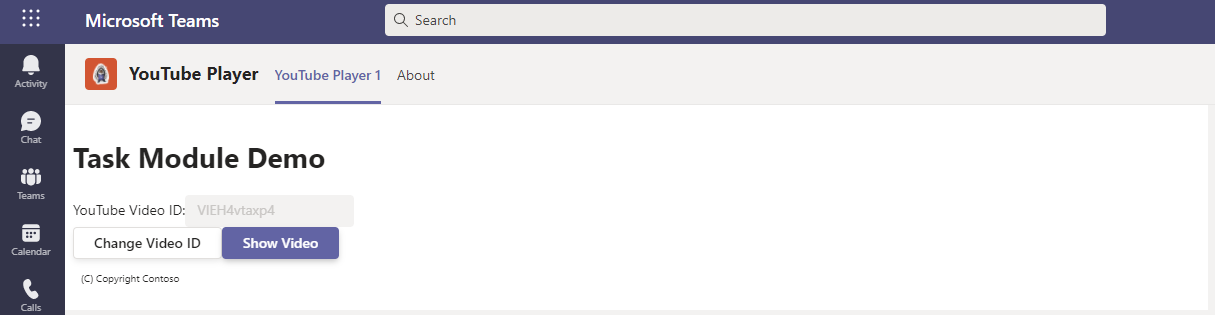 Microsoft Teams
Search
Activity
Chat
Teams
Calendar
Calls
YouTube Player YouTube Player 1 About
Task Module Demo
YouTube Video ID: VIEH4vtaxp4
Change Video ID Show Video
(C) Copyright Contoso